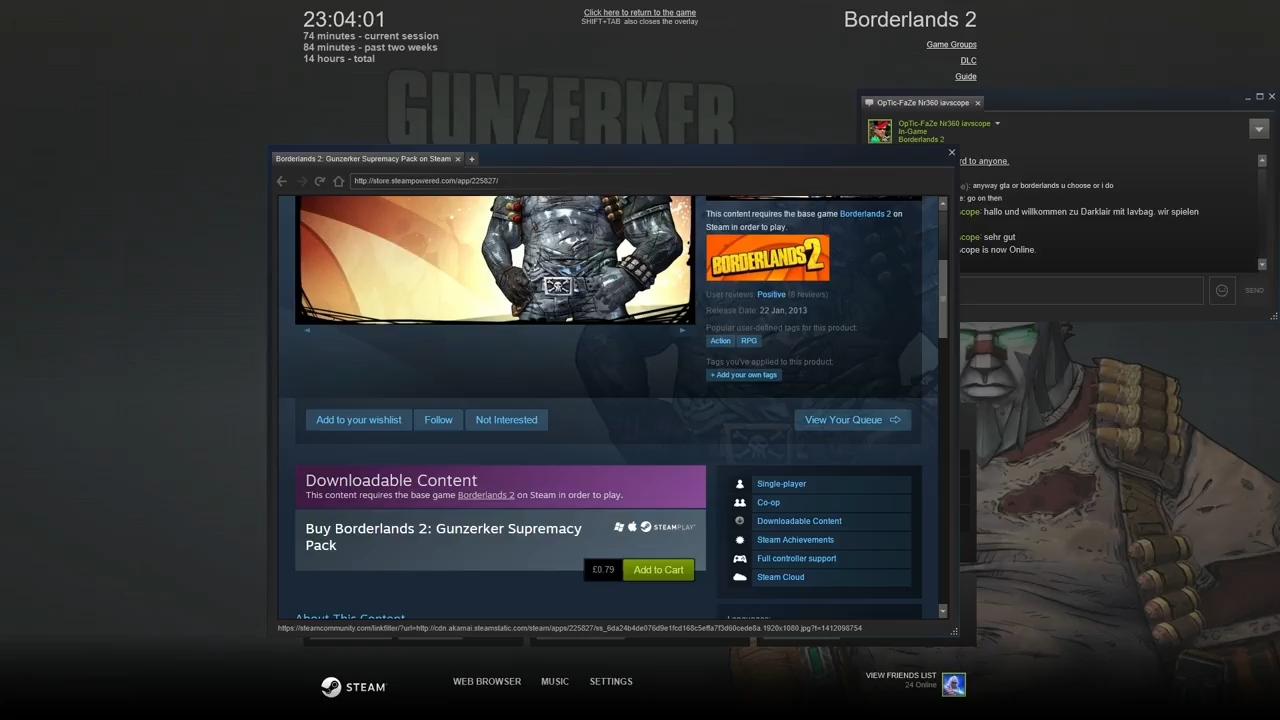 23:04:01
74 minutes - current session
84 minutes - past two weeks
14 hours - total
Click here to return to the game
SHIFT+TAB also closes the overlay
Borderlands 2
Game Groups
DLC
Guide
GUNZERKER
OpTic-FaZe Nr360 iavscope
OpTic-FaZe Nr360 iavscope
In-Game
Borderlands 2
rd to anyone.
): anyway gta or borderlands u choose or i do
: go on then
scope: hallo und willkommen zu Darklair mit lavbag. wir spielen
scope: sehr gut
scope is now Online.
SEND
Borderlands 2: Gunzerker Supremacy Pack on Steam
http://store.steampowered.com/app/225827/
This content requires the base game Borderlands 2 on
Steam in order to play.
BORDERLANDS 2
User reviews: Positive (8 reviews)
Release Date: 22 Jan, 2013
Popular user-defined tags for this product:
Action RPG
Tags you've applied to this product:
+ Add your own tags
Add to your wishlist Follow Not Interested View Your Queue
Downloadable Content
This content requires the base game Borderlands 2 on Steam in order to play.
Buy Borderlands 2: Gunzerker Supremacy
Pack
STEAMPLAY
£0.79 Add to Cart
Single-player
Co-op
Downloadable Content
Steam Achievements
Full controller support
Steam Cloud
About This Content
https://steamcommunity.com/linkfilter/?url=http://cdn.akamai.steamstatic.com/steam/apps/225827/ss_6da24b4de076d9e1fcd168c5effa7f3d60cede8a.1920x1080.jpg?t=1412098754
STEAM
WEB BROWSER MUSIC SETTINGS
VIEW FRIENDS LIST
24 Online